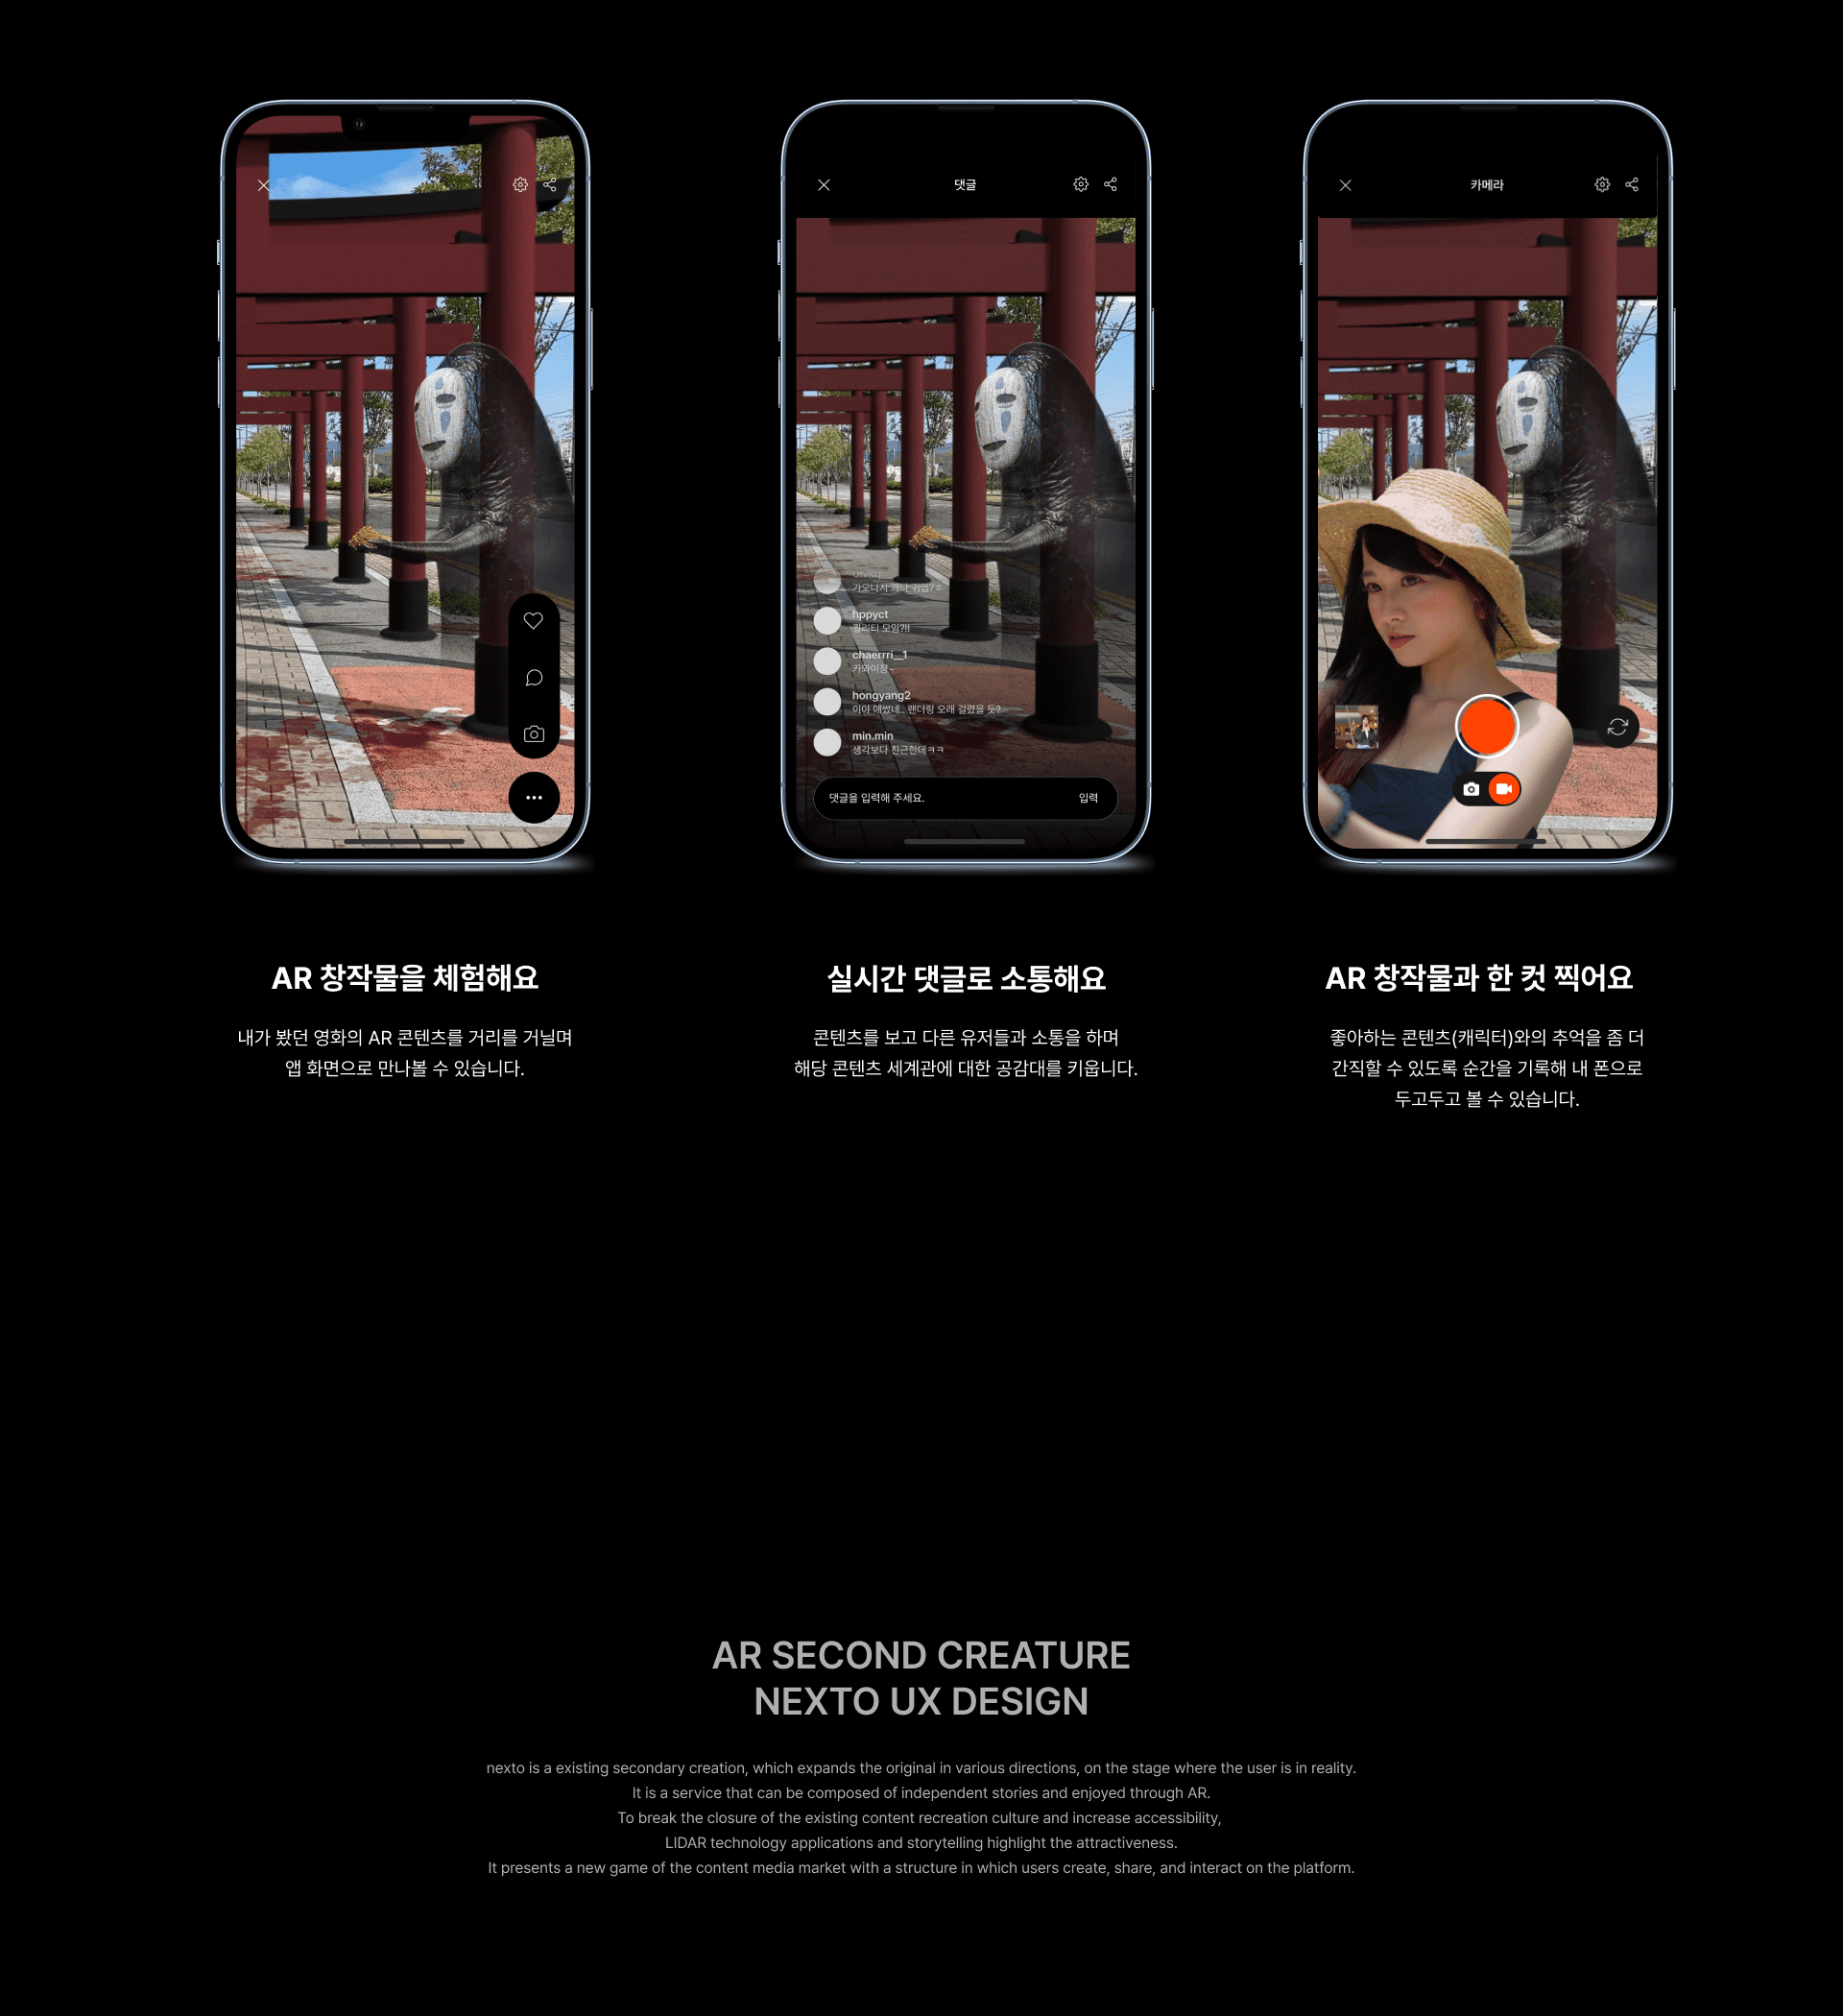 댓글
카메라
가오나시 귀엽?ㅎ
hppyct
퀄리티 모임?!!
chaerrri__1
카와이장~
hongyang2
이야 애썼네.. 랜더링 오래 걸렸을 듯?
min.min
생각보다 친근한데ㅋㅋ
댓글을 입력해 주세요.
입력
AR 창작물을 체험해요
내가 봤던 영화의 AR 콘텐츠를 거리를 거닐며
앱 화면으로 만나볼 수 있습니다.
실시간 댓글로 소통해요
콘텐츠를 보고 다른 유저들과 소통을 하며
해당 콘텐츠 세계관에 대한 공감대를 키웁니다.
AR 창작물과 한 컷 찍어요
좋아하는 콘텐츠(캐릭터)와의 추억을 좀 더
간직할 수 있도록 순간을 기록해 내 폰으로
두고두고 볼 수 있습니다.
AR SECOND CREATURE
NEXTO UX DESIGN
nexto is a existing secondary creation, which expands the original in various directions, on the stage where the user is in reality.
It is a service that can be composed of independent stories and enjoyed through AR.
To break the closure of the existing content recreation culture and increase accessibility,
LIDAR technology applications and storytelling highlight the attractiveness.
It presents a new game of the content media market with a structure in which users create, share, and interact on the platform.